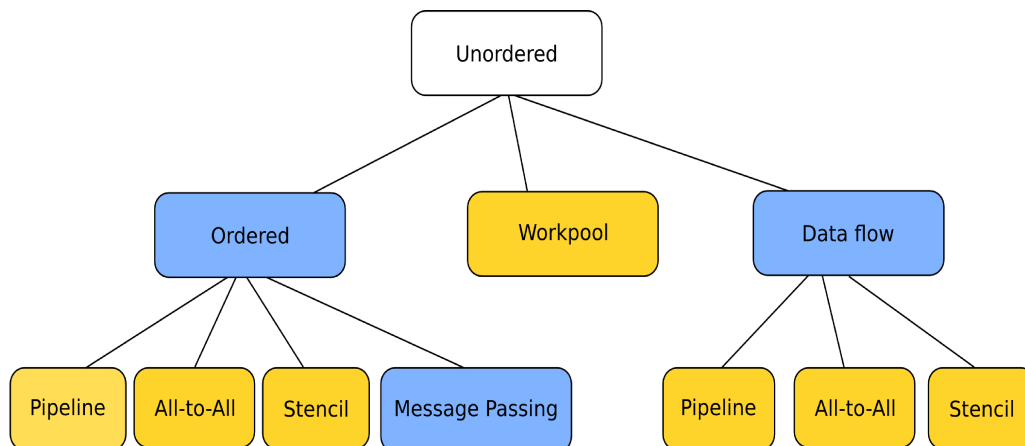 Unordered
Ordered
Workpool
Data flow
Pipeline
All-to-All
Stencil
Message Passing
Pipeline
All-to-All
Stencil